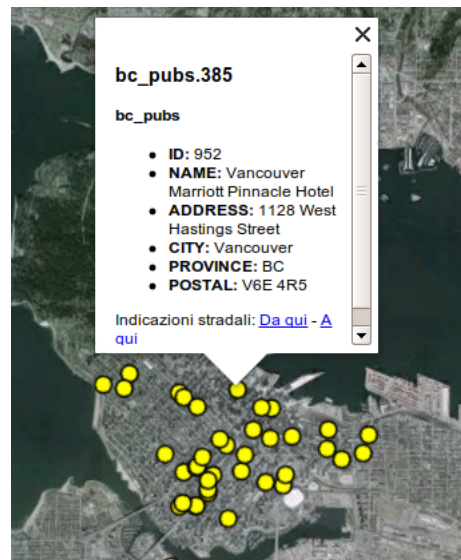 bc_pubs.385
bc_pubs
ID: 952
NAME: Vancouver
Marriott Pinnacle Hotel
ADDRESS: 1128 West
Hastings Street
CITY: Vancouver
PROVINCE: BC
POSTAL: V6E 4R5
Indicazioni stradali: Da qui - A
qui